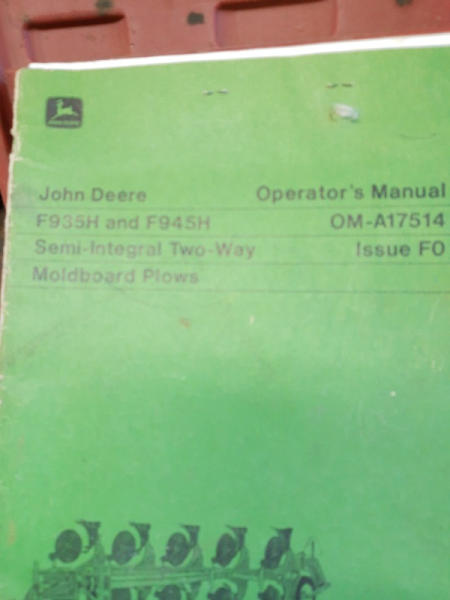 John Deere Operator's Manual
F935H and F945H OM-A17514
Semi-Integral Two-Way Issue F0
Moldboard Plows